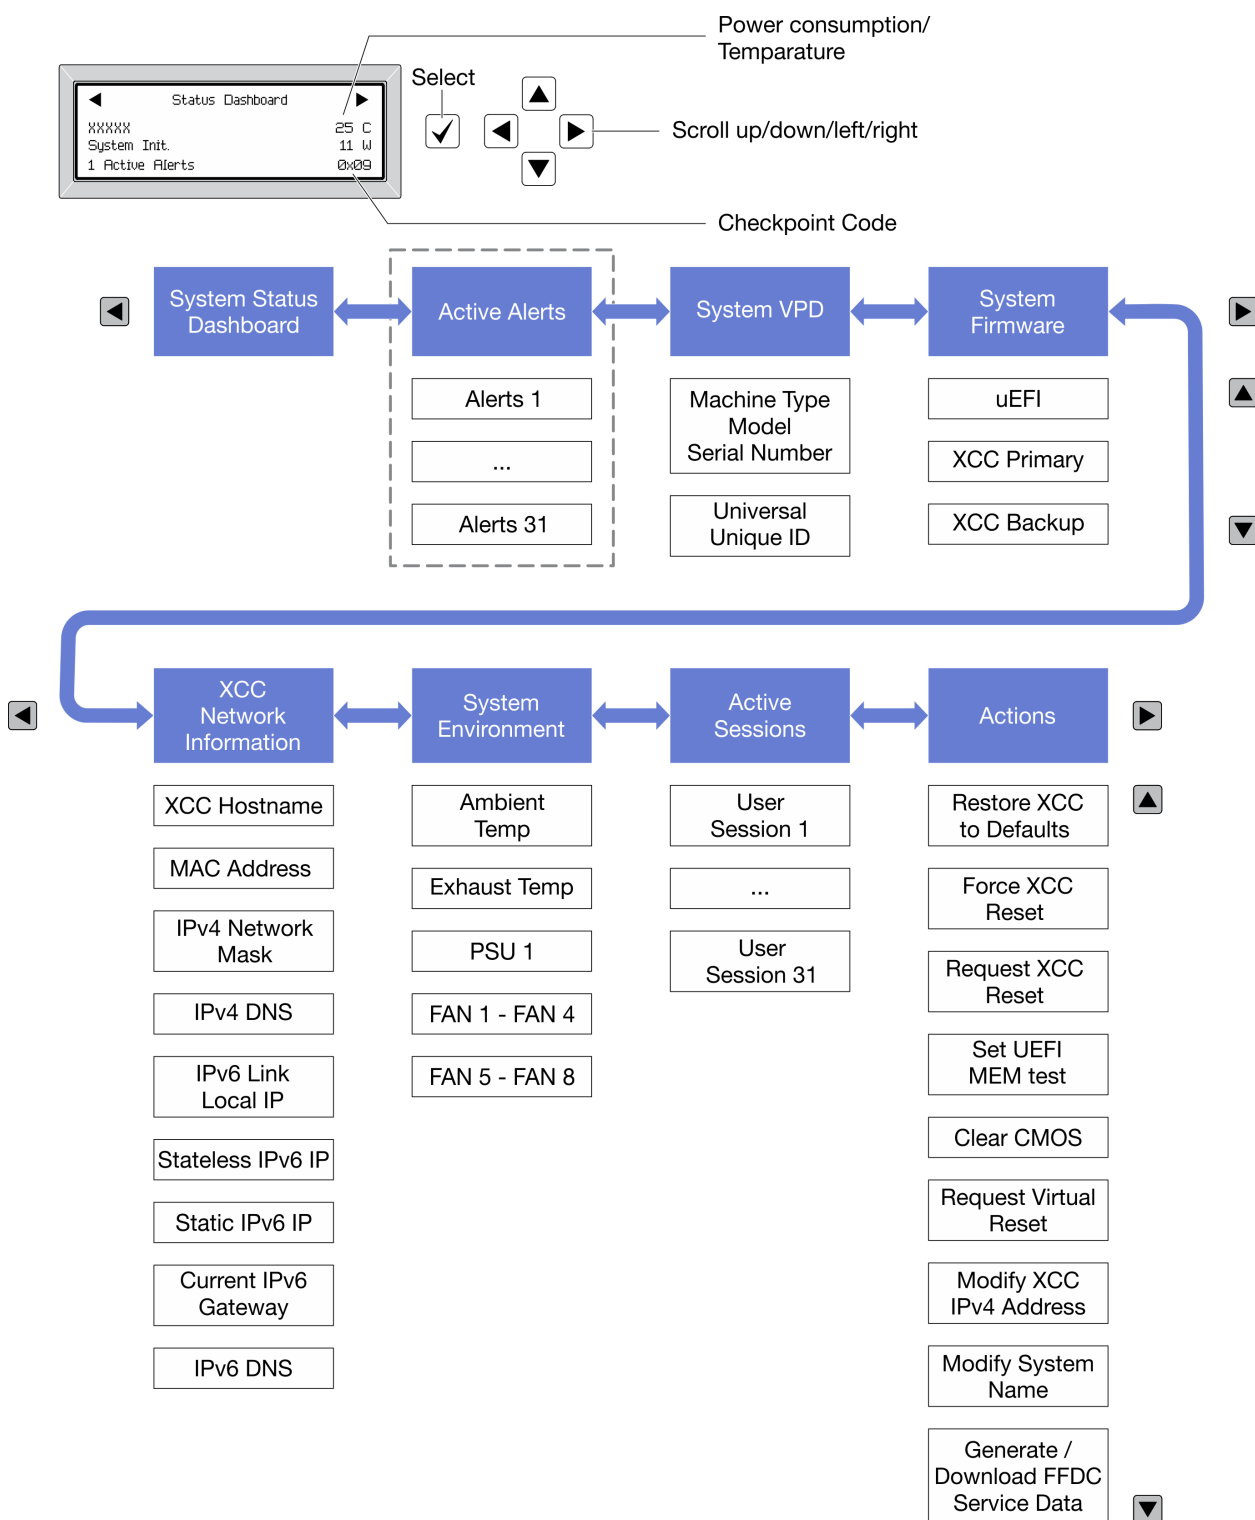 Power consumption/
Temparature
Select
Status Dashboard
XXXXX 25 C
System Init. 11 W
1 Active Alerts 0x09
Scroll up/down/left/right
Checkpoint Code
System Status
Dashboard
Active Alerts
System VPD
System
Firmware
Alerts 1
...
Alerts 31
Machine Type
Model
Serial Number
Universal
Unique ID
uEFI
XCC Primary
XCC Backup
XCC
Network
Information
System
Environment
Active
Sessions
Actions
XCC Hostname
MAC Address
IPv4 Network
Mask
IPv4 DNS
IPv6 Link
Local IP
Stateless IPv6 IP
Static IPv6 IP
Current IPv6
Gateway
IPv6 DNS
Ambient
Temp
Exhaust Temp
PSU 1
FAN 1 - FAN 4
FAN 5 - FAN 8
User
Session 1
...
User
Session 31
Restore XCC
to Defaults
Force XCC
Reset
Request XCC
Reset
Set UEFI
MEM test
Clear CMOS
Request Virtual
Reset
Modify XCC
IPv4 Address
Modify System
Name
Generate /
Download FFDC
Service Data